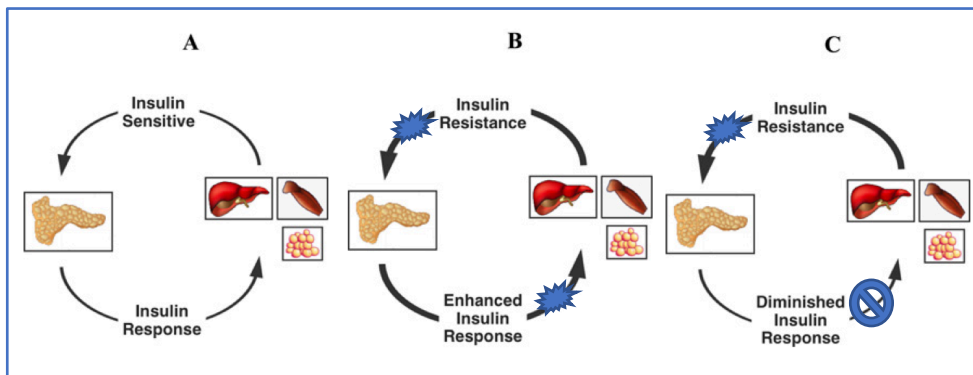 A
Insulin
Sensitive
Insulin
Response
B
Insulin
Resistance
Enhanced
Insulin
Response
C
Insulin
Resistance
Diminished
Insulin
Response